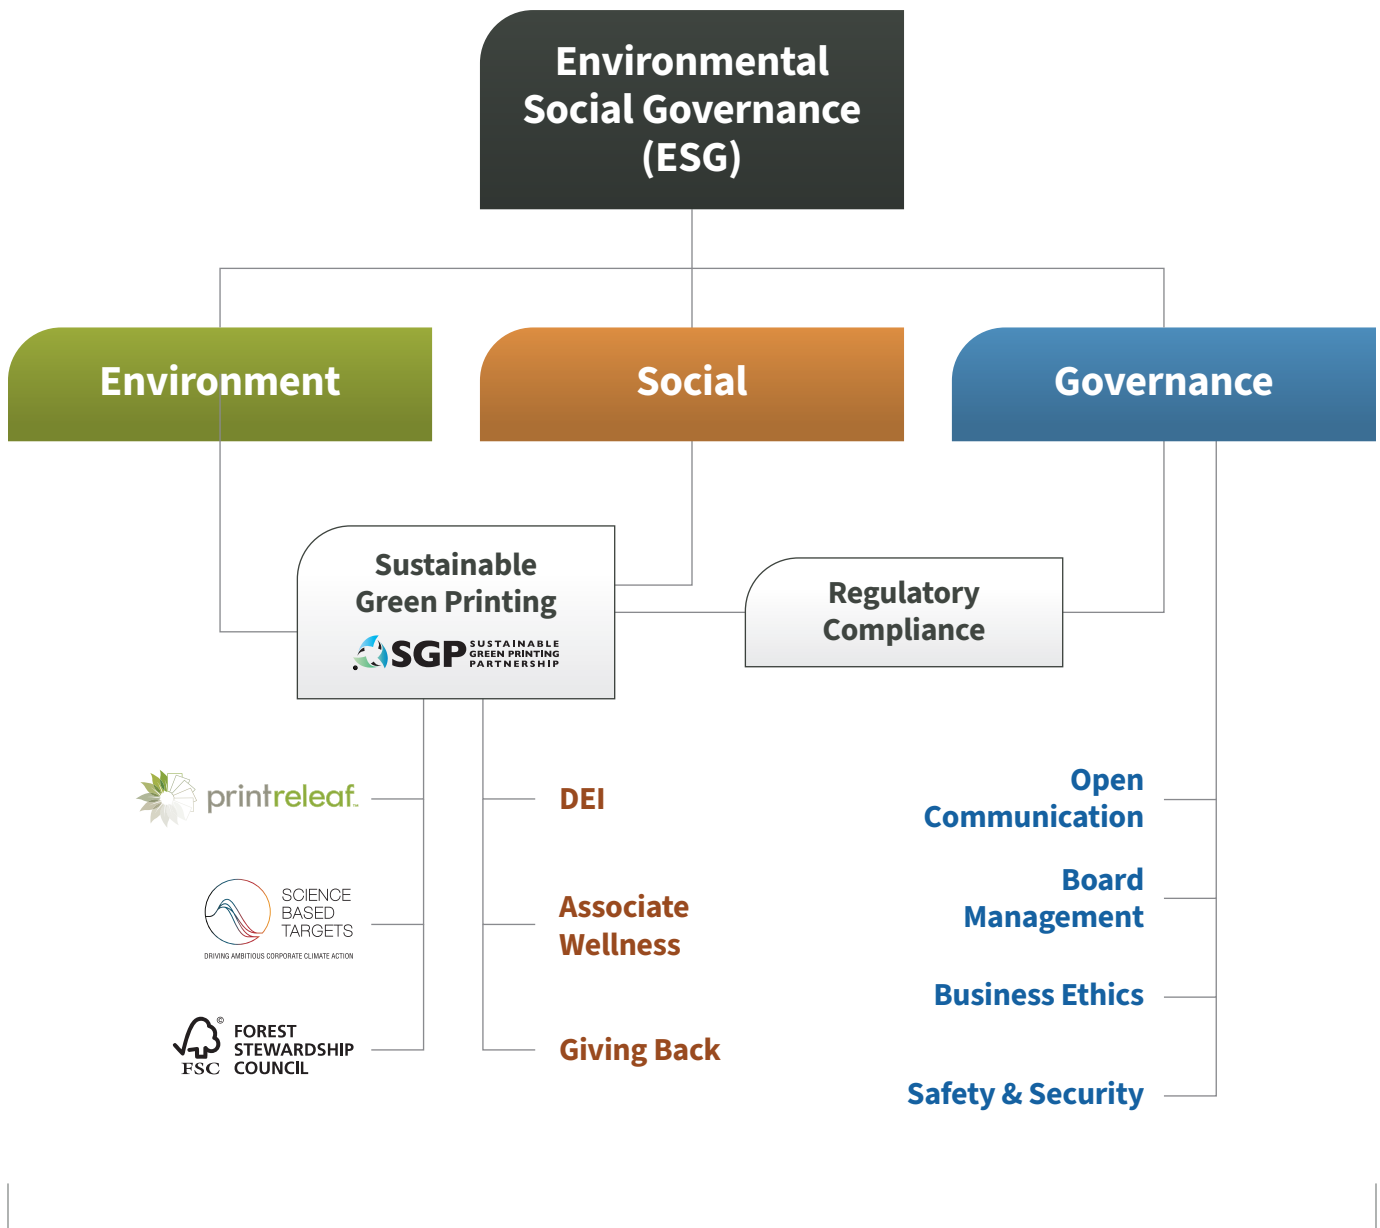 Environmental
Social Governance
(ESG)
Environment
Social
Governance
Sustainable
Green Printing
SGP
SUSTAINABLE
GREEN PRINTING
PARTNERSHIP
Regulatory
Compliance
printreleaf™
SCIENCE
BASED
TARGETS
DRIVING AMBITIOUS CORPORATE CLIMATE ACTION
©
FSC
FOREST
STEWARDSHIP
COUNCIL
DEI
Associate
Wellness
Giving Back
Open
Communication
Board
Management
Business Ethics
Safety & Security